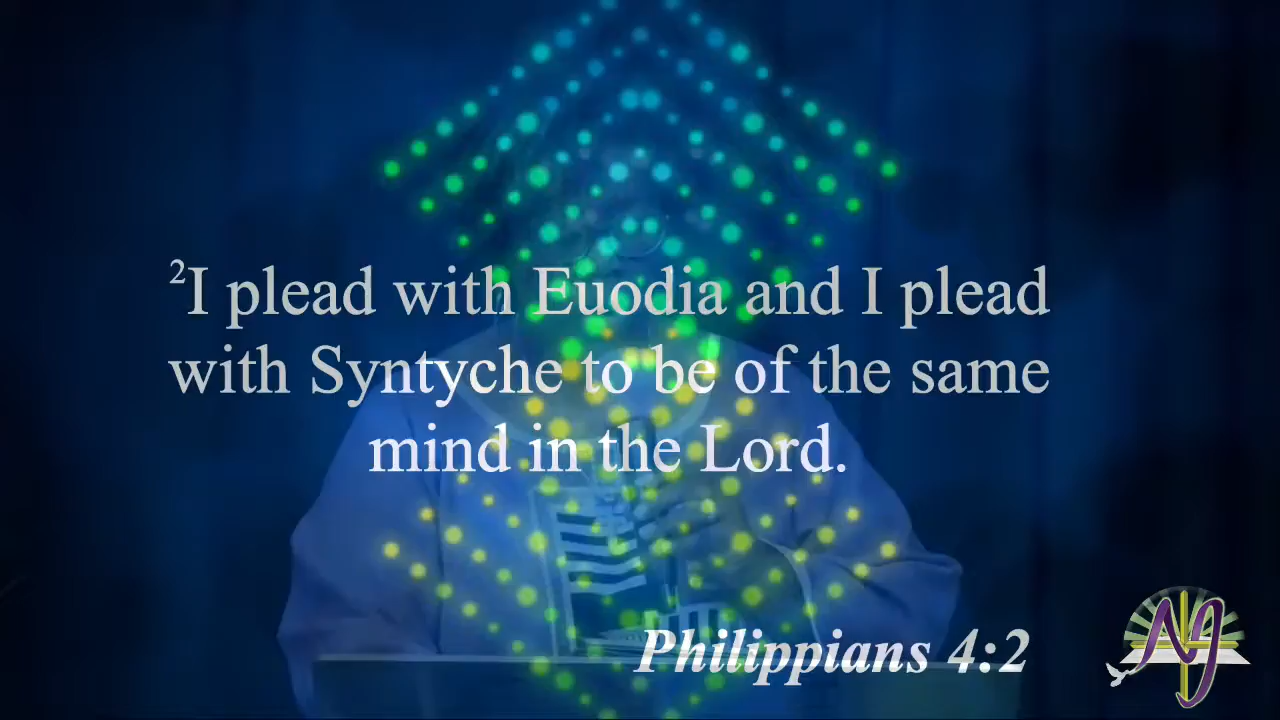 ²I plead with Euodia and I plead
with Syntyche to be of the same
mind in the Lord.
Philippians 4:2
NJ